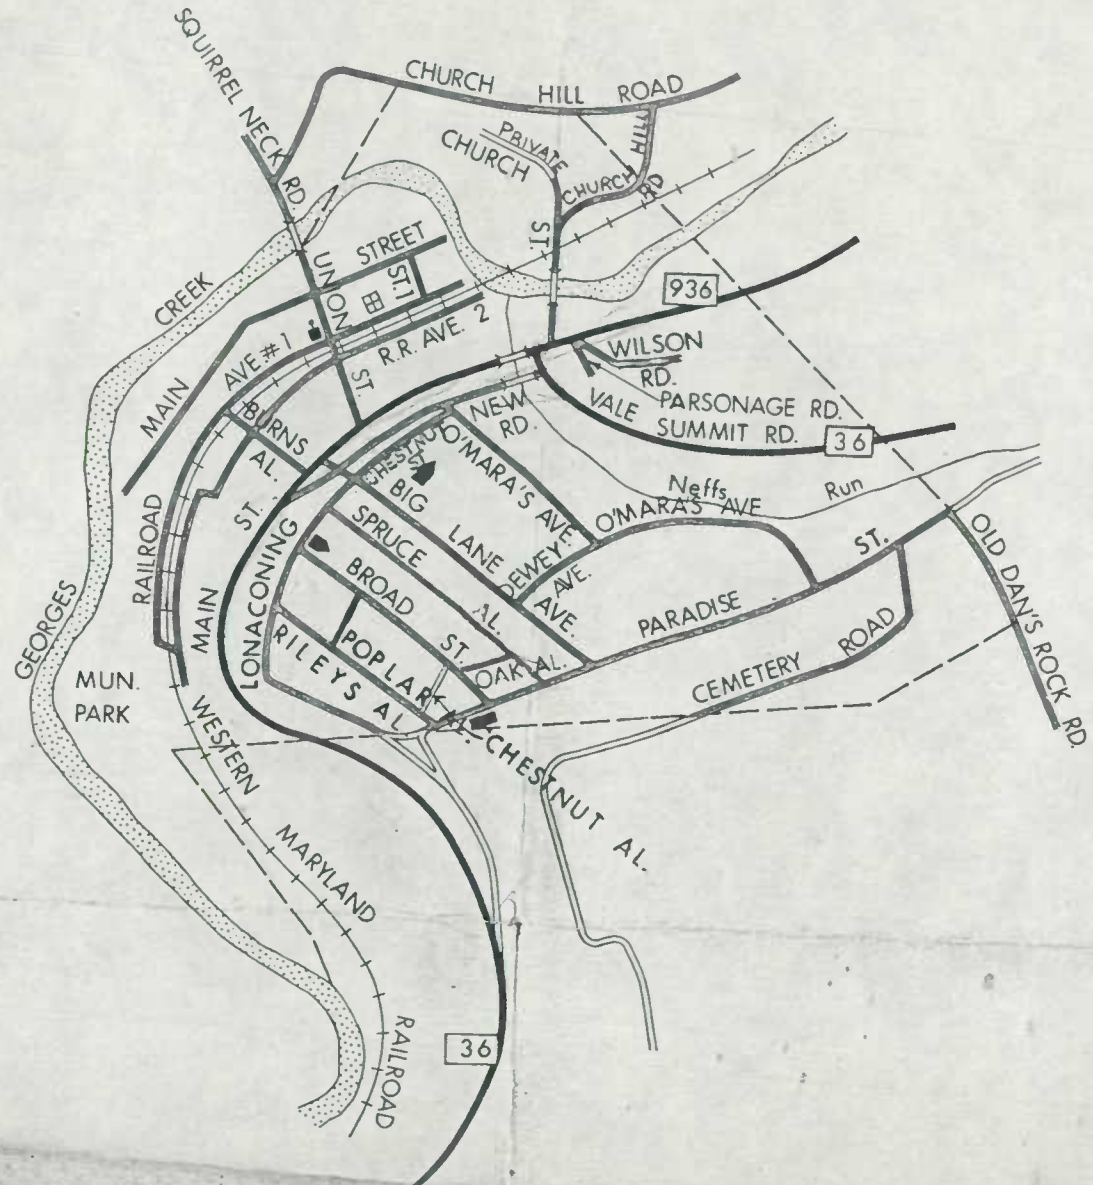 SQUIRREL NECK RD.
CHURCH HILL ROAD
PRIVATE
CHURCH
CHURCH
RD
ST.
STREET
ST.1
UNION
ST
936
CREEK
AVE #1
R.R. AVE. 2
MAIN
WILSON
RD.
PARSONAGE RD.
VALE
SUMMIT RD.
36
BURNS
AL.
NEW
RD.
CHESTNUT
O'MARA'S AVE.
BIG
LANE
AVE.
Neffs Run
O'MARA'S AVE
ST.
SPRUCE
AL.
DEWEY
AVE.
RAILROAD
MAIN
LONACONING
BROAD
ST.
PARADISE
ST.
OLD DAN'S ROCK RD.
GEORGES
POPLAR
AL.
RILEYS AL.
OAK AL.
CEMETERY ROAD
MUN.
PARK
WESTERN
CHESTNUT AL.
MARYLAND
RAILROAD
36